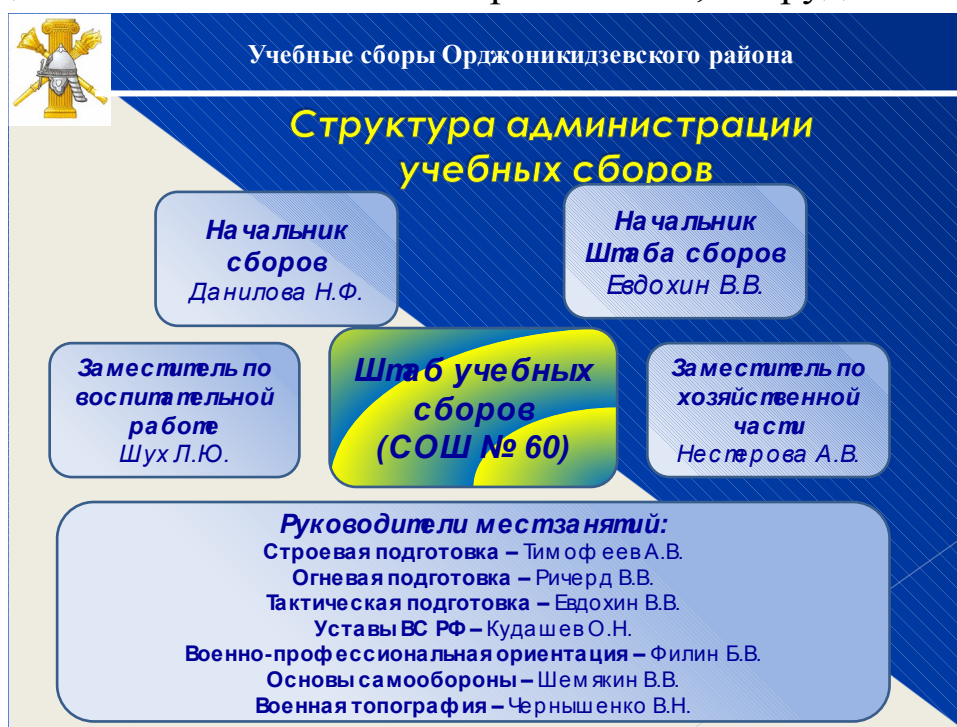 Учебные сборы Орджоникидзевского района
Структура администрации
учебных сборов
Начальник
сборов
Данилова Н.Ф.
Начальник
Штаба сборов
Евдохин В.В.
Заместитель по
воспитательной
работе
Шух Л.Ю.
Штаб учебных
сборов
(СОШ № 60)
Заместитель по
хозяйственной
части
Нестерова А.В.
Руководители мест занятий:
Строевая подготовка – Тимофеев А.В.
Огневая подготовка – Ричерд В.В.
Тактическая подготовка – Евдохин В.В.
Уставы ВС РФ – Кудашев О.Н.
Военно-профессиональная ориентация – Филин Б.В.
Основы самообороны – Шемякин В.В.
Военная топография – Чернышенко В.Н.